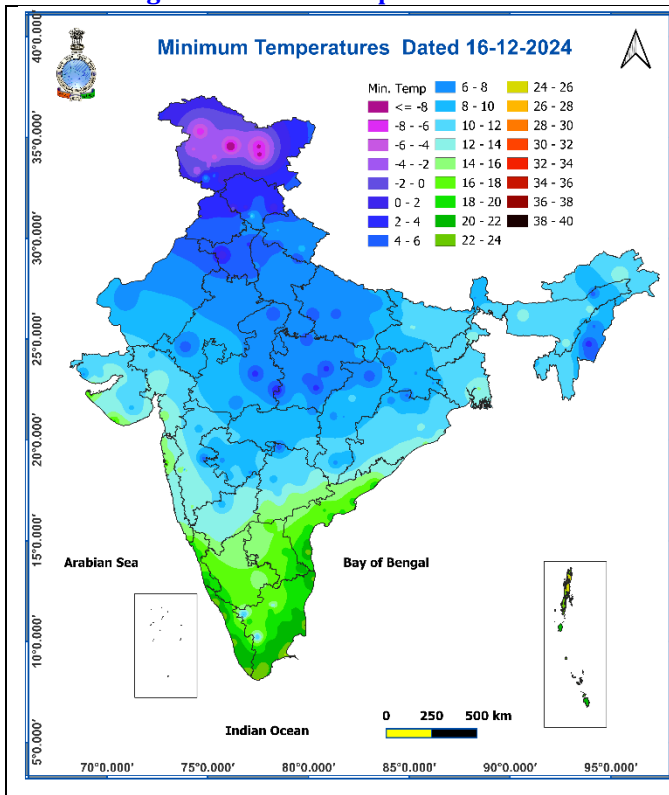 Minimum Temperatures Dated 16-12-2024
Min. Temp
<= -8
-8 - -6
-6 - -4
-4 - -2
-2 - 0
0 - 2
2 - 4
4 - 6
6 - 8
8 - 10
10 - 12
12 - 14
14 - 16
16 - 18
18 - 20
20 - 22
22 - 24
24 - 26
26 - 28
28 - 30
30 - 32
32 - 34
34 - 36
36 - 38
38 - 40
40°0.000'
35°0.000'
30°0.000'
25°0.000'
20°0.000'
15°0.000'
10°0.000'
5°0.000'
Arabian Sea
Bay of Bengal
Indian Ocean
0 250 500 km
70°0.000' 75°0.000' 80°0.000' 85°0.000' 90°0.000' 95°0.000'